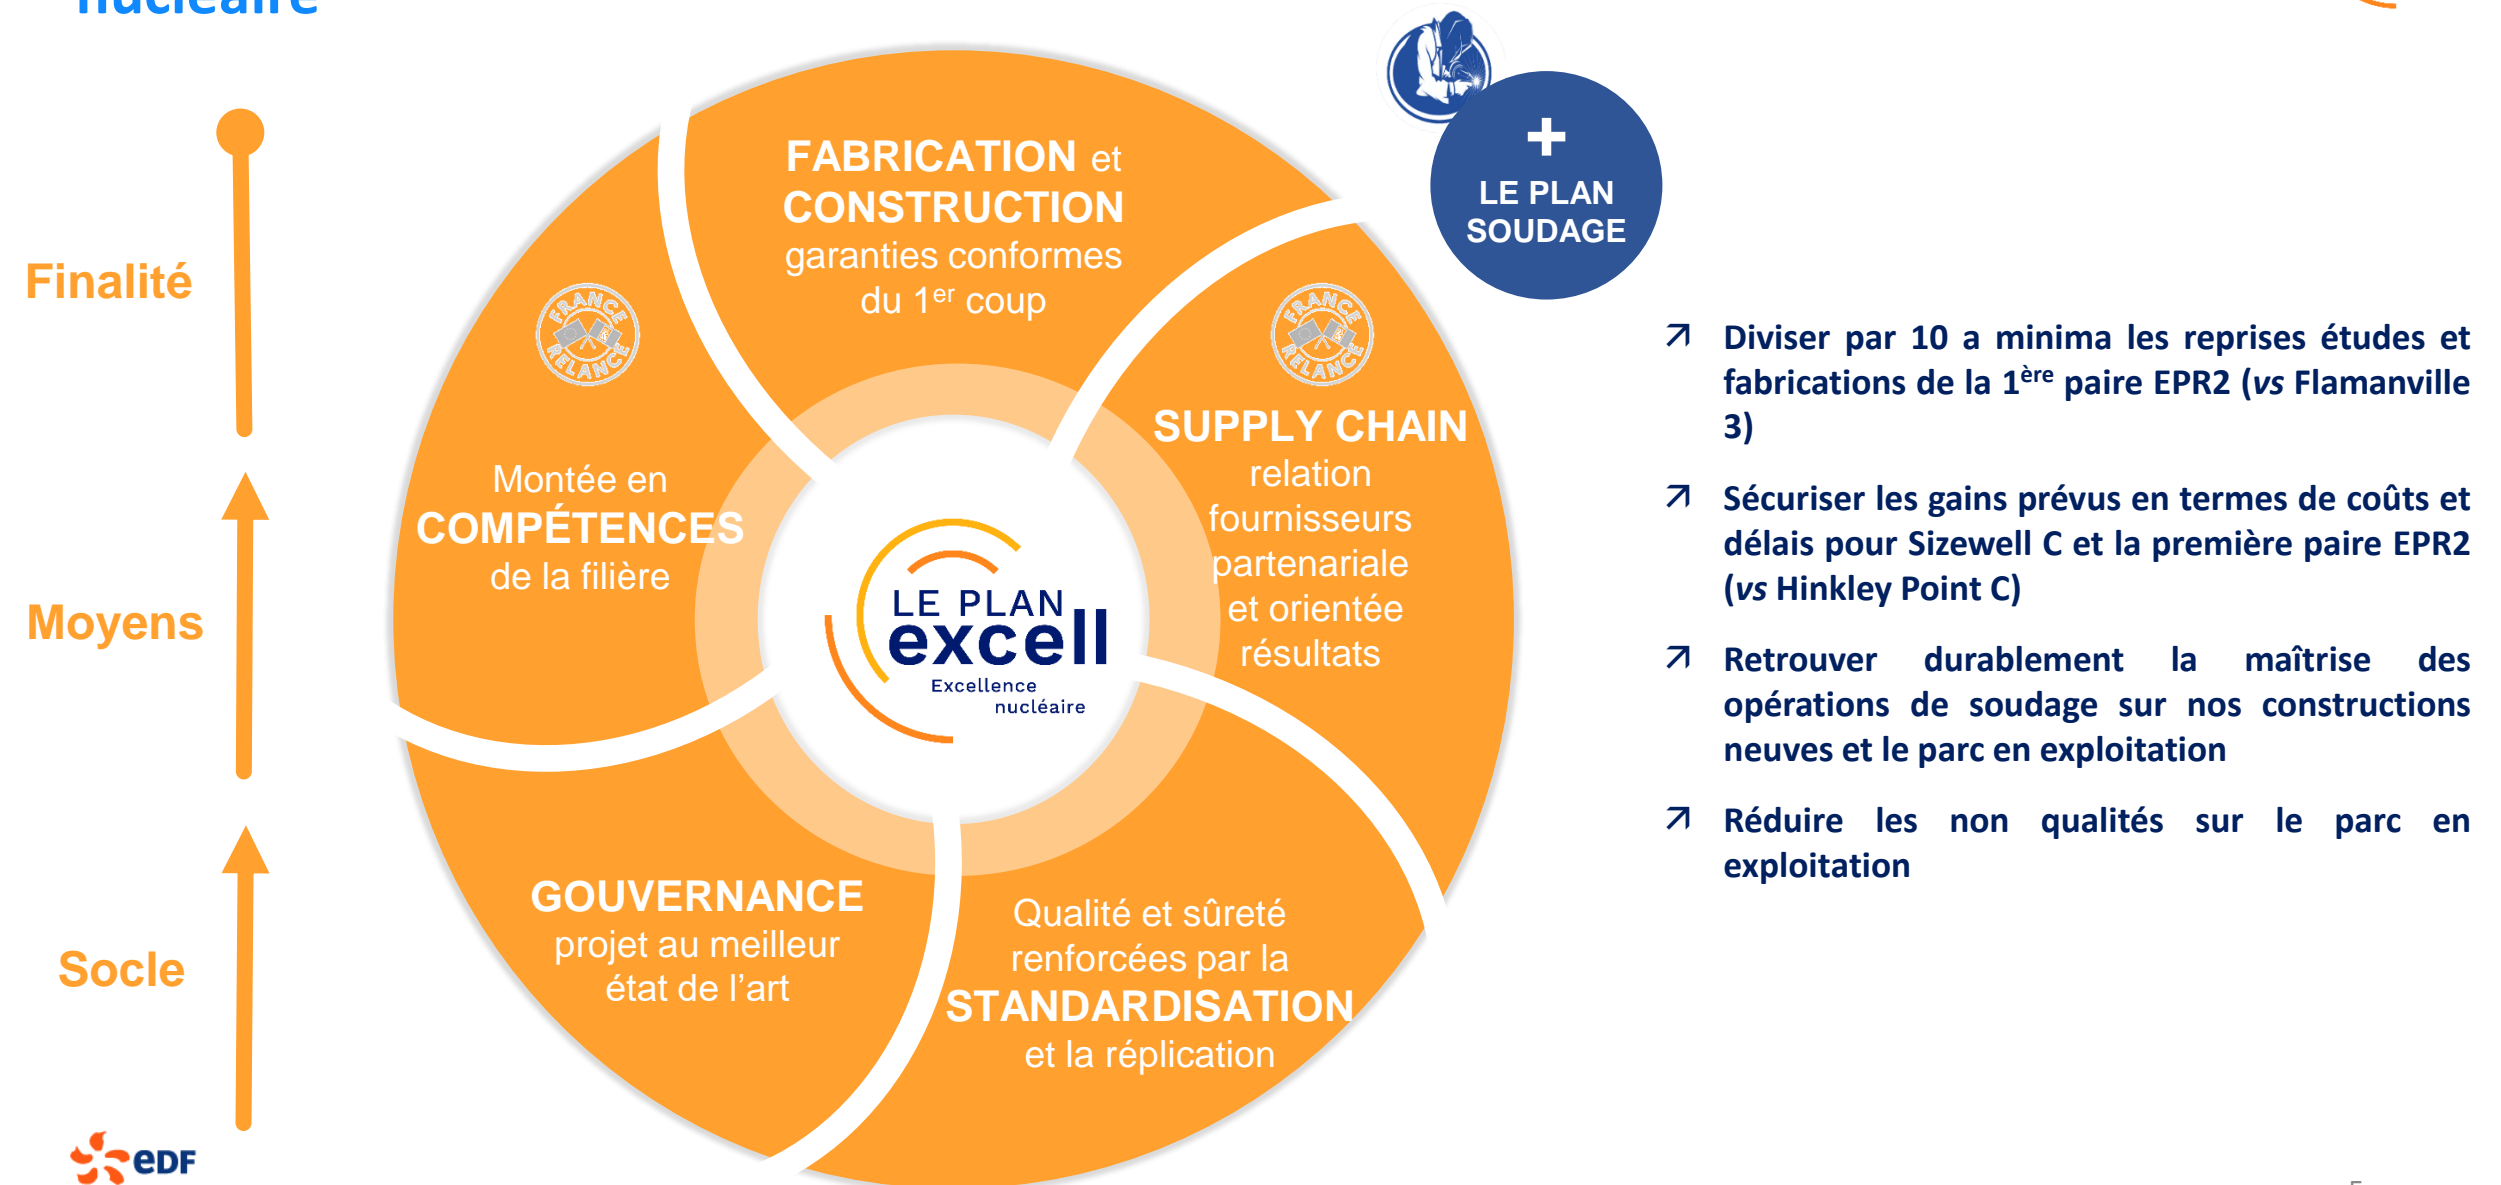 nucléaire
Finalité
Moyens
Socle
FABRICATION et
CONSTRUCTION
garanties conformes
du 1er coup
+
LE PLAN
SOUDAGE
FRANCE
RELANCE
Montée en
COMPÉTENCES
de la filière
FRANCE
RELANCE
SUPPLY CHAIN
relation
fournisseurs
partenariale
et orientée
résultats
LE PLAN
excell
Excellence
nucléaire
GOUVERNANCE
projet au meilleur
état de l’art
Qualité et sûreté
renforcées par la
STANDARDISATION
et la réplication
Diviser par 10 a minima les reprises études et
fabrications de la 1ère paire EPR2 (vs Flamanville
3)
Sécuriser les gains prévus en termes de coûts et
délais pour Sizewell C et la première paire EPR2
(vs Hinkley Point C)
Retrouver durablement la maîtrise des
opérations de soudage sur nos constructions
neuves et le parc en exploitation
Réduire les non qualités sur le parc en
exploitation
eDF